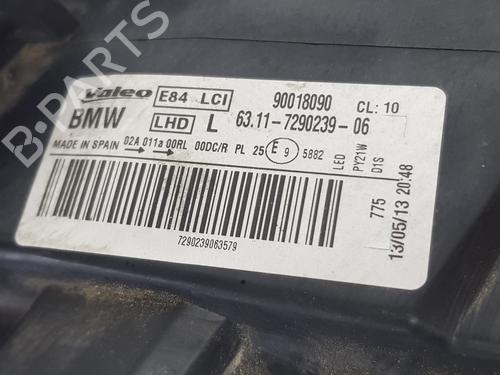 B-PARTS
Valeo E84 LCI 90018090 CL: 10
BMW LHD L 63.11-7290239-06
MADE IN SPAIN 02A 011a 00RL 00DC/R PL 25 E 9 5882
LED
PY21W
D1S
7290239063579
775
13/05/13 20:48